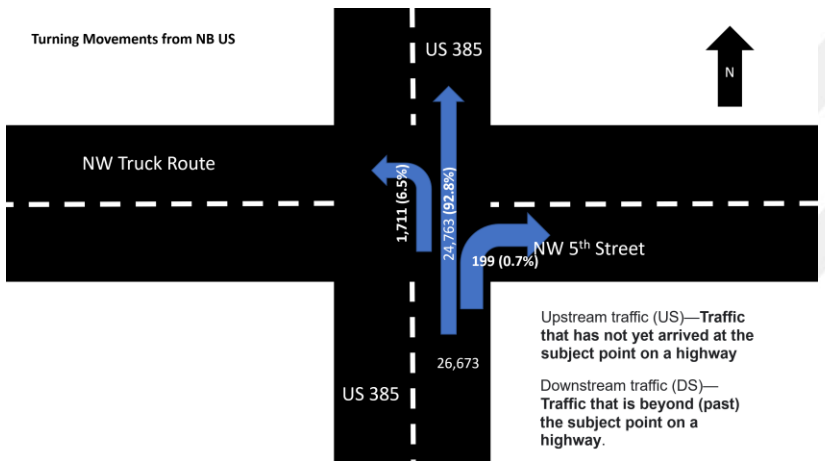 Turning Movements from NB US
US 385
N
NW Truck Route
1,711 (6.5%)
24,763 (92.8%)
199 (0.7%)
NW 5th Street
26,673
US 385
Upstream traffic (US)—Traffic
that has not yet arrived at the
subject point on a highway
Downstream traffic (DS)—
Traffic that is beyond (past)
the subject point on a
highway.